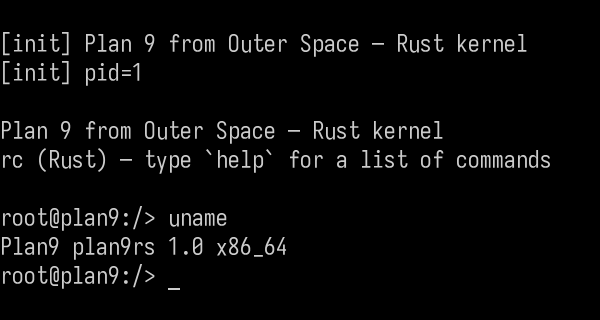 [init] Plan 9 from Outer Space — Rust kernel
[init] pid=1
Plan 9 from Outer Space — Rust kernel
rc (Rust) — type `help` for a list of commands
root@plan9:/> uname
Plan9 plan9rs 1.0 x86_64
root@plan9:/> _